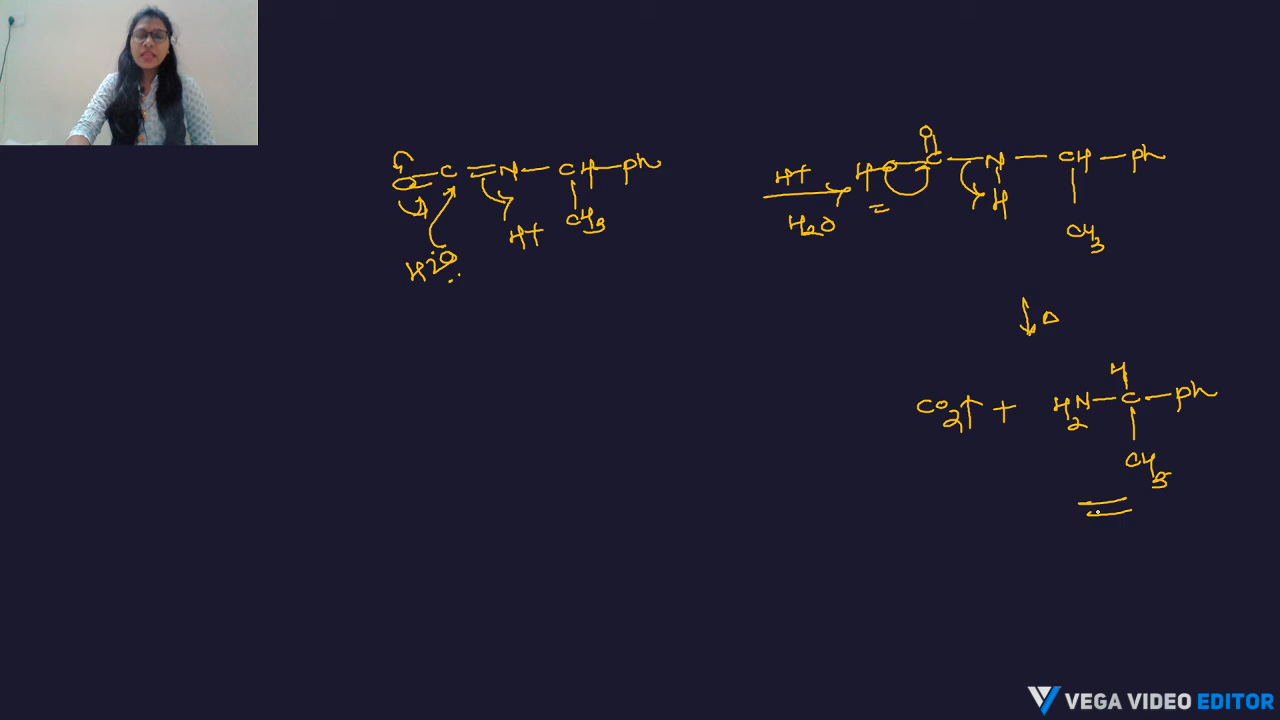 O=C=N-CH-Ph
CH3
H+
H2O
H+
H2O
O
HO-C-N-CH-Ph
H
CH3
Δ
CO2↑ + H2N-C-Ph
H
CH3
VEGA VIDEO EDITOR